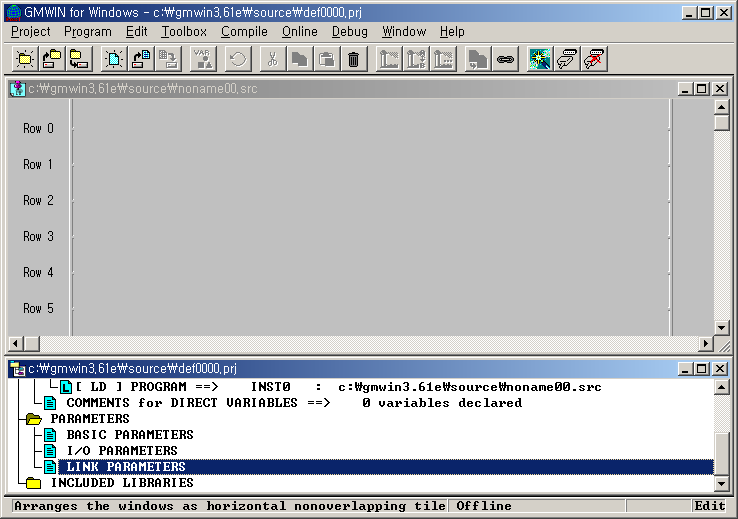 GMWIN for Windows - c:₩gmwin3,61e₩source₩def0000,prj
Project Program Edit Toolbox Compile Online Debug Window Help
c:₩gmwin3,61e₩source₩noname00,src
Row 0
Row 1
Row 2
Row 3
Row 4
Row 5
c:₩gmwin3,61e₩source₩def0000,prj
[ LD ] PROGRAM ==> INST0 : c:₩gmwin3.61e₩source₩noname00.src
COMMENTS for DIRECT VARIABLES ==> 0 variables declared
PARAMETERS
BASIC PARAMETERS
I/O PARAMETERS
LINK PARAMETERS
INCLUDED LIBRARIES
Arranges the windows as horizontal nonoverlapping tile Offline Edit